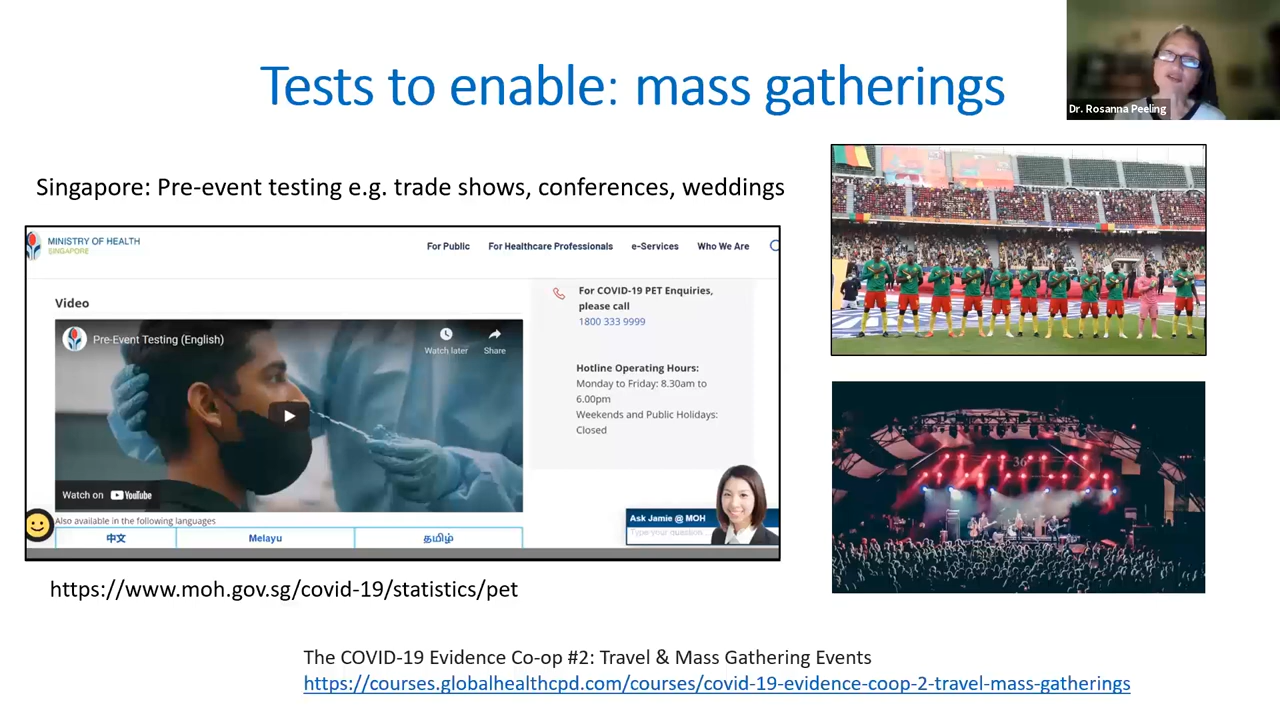 Tests to enable: mass gatherings
Dr. Rosanna Peeling
Singapore: Pre-event testing e.g. trade shows, conferences, weddings
MINISTRY OF HEALTH
SINGAPORE
For Public
For Healthcare Professionals
e-Services
Who We Are
Video
Pre-Event Testing (English)
Watch later
Share
Watch on YouTube
Also available in the following languages
中文
Melayu
தமிழ்
For COVID-19 PET Enquiries,
please call
1800 333 9999
Hotline Operating Hours:
Monday to Friday: 8.30am to
6.00pm
Weekends and Public Holidays:
Closed
Ask Jamie @ MOH
Type your question...
36
https://www.moh.gov.sg/covid-19/statistics/pet
The COVID-19 Evidence Co-op #2: Travel & Mass Gathering Events
https://courses.globalhealthcpd.com/courses/covid-19-evidence-coop-2-travel-mass-gatherings